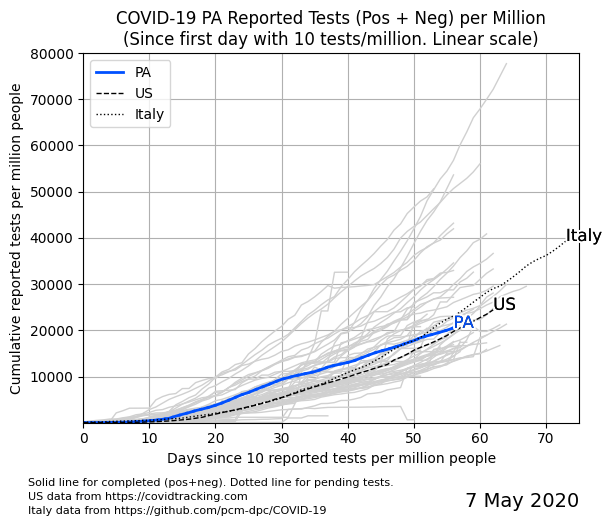 COVID-19 PA Reported Tests (Pos + Neg) per Million
(Since first day with 10 tests/million. Linear scale)
PA
US
Italy
80000
70000
60000
50000
40000
30000
20000
10000
Cumulative reported tests per million people
Italy
US
PA
0 10 20 30 40 50 60 70
Days since 10 reported tests per million people
Solid line for completed (pos+neg). Dotted line for pending tests.
US data from https://covidtracking.com
Italy data from https://github.com/pcm-dpc/COVID-19
7 May 2020